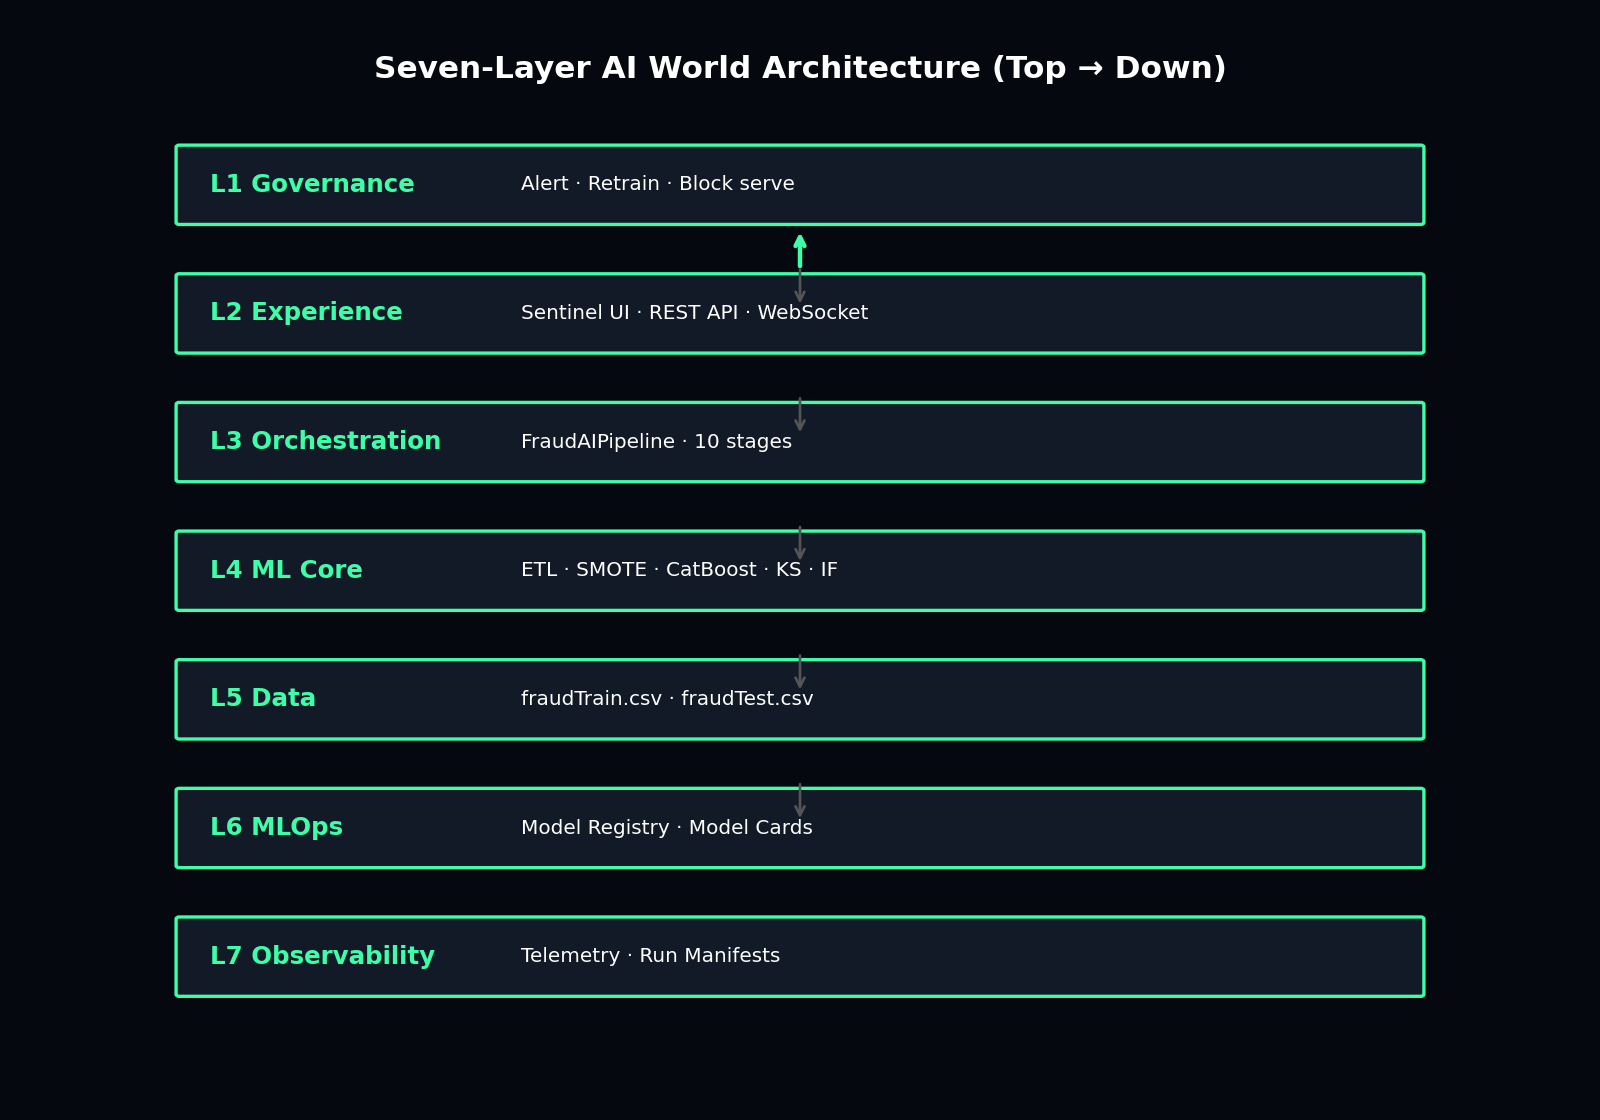 Seven-Layer AI World Architecture (Top → Down)
L1 Governance Alert · Retrain · Block serve
L2 Experience Sentinel UI · REST API · WebSocket
L3 Orchestration FraudAIPipeline · 10 stages
L4 ML Core ETL · SMOTE · CatBoost · KS · IF
L5 Data fraudTrain.csv · fraudTest.csv
L6 MLOps Model Registry · Model Cards
L7 Observability Telemetry · Run Manifests